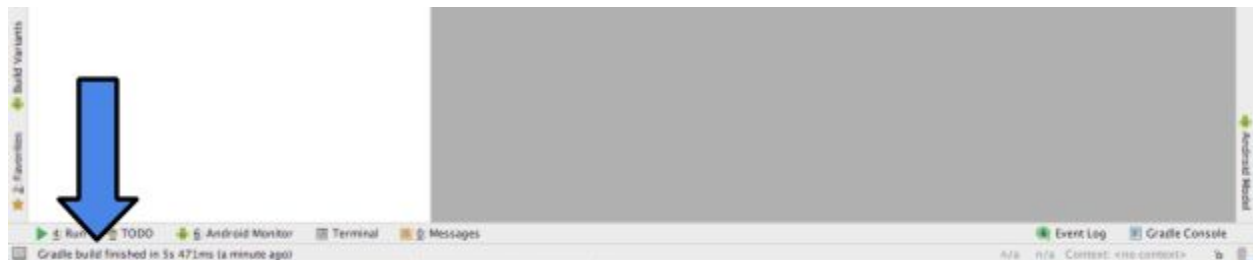 Build Variants
2: Favorites
Android Model
4: Run TODO 6: Android Monitor Terminal 0: Messages Event Log Gradle Console
Gradle build finished in 5s 471ms (a minute ago) n/a n/a Context: <no context>